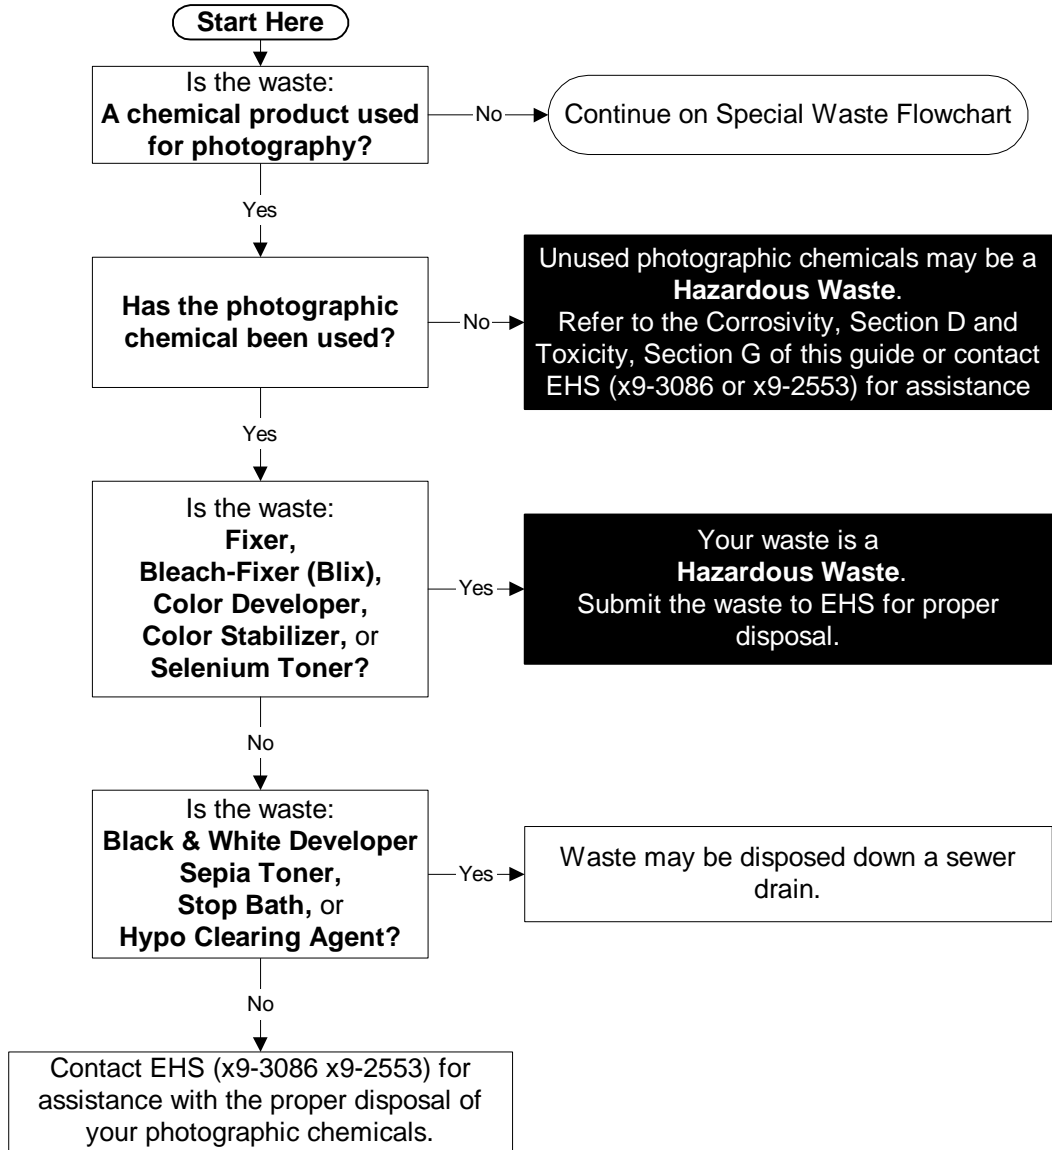 Start Here
Is the waste:
A chemical product used
for photography?
No
Continue on Special Waste Flowchart
Yes
Has the photographic
chemical been used?
No
Unused photographic chemicals may be a
Hazardous Waste.
Refer to the Corrosivity, Section D and
Toxicity, Section G of this guide or contact
EHS (x9-3086 or x9-2553) for assistance
Yes
Is the waste:
Fixer,
Bleach-Fixer (Blix),
Color Developer,
Color Stabilizer, or
Selenium Toner?
Yes
Your waste is a
Hazardous Waste.
Submit the waste to EHS for proper
disposal.
No
Is the waste:
Black & White Developer
Sepia Toner,
Stop Bath, or
Hypo Clearing Agent?
Yes
Waste may be disposed down a sewer
drain.
No
Contact EHS (x9-3086 x9-2553) for
assistance with the proper disposal of
your photographic chemicals.